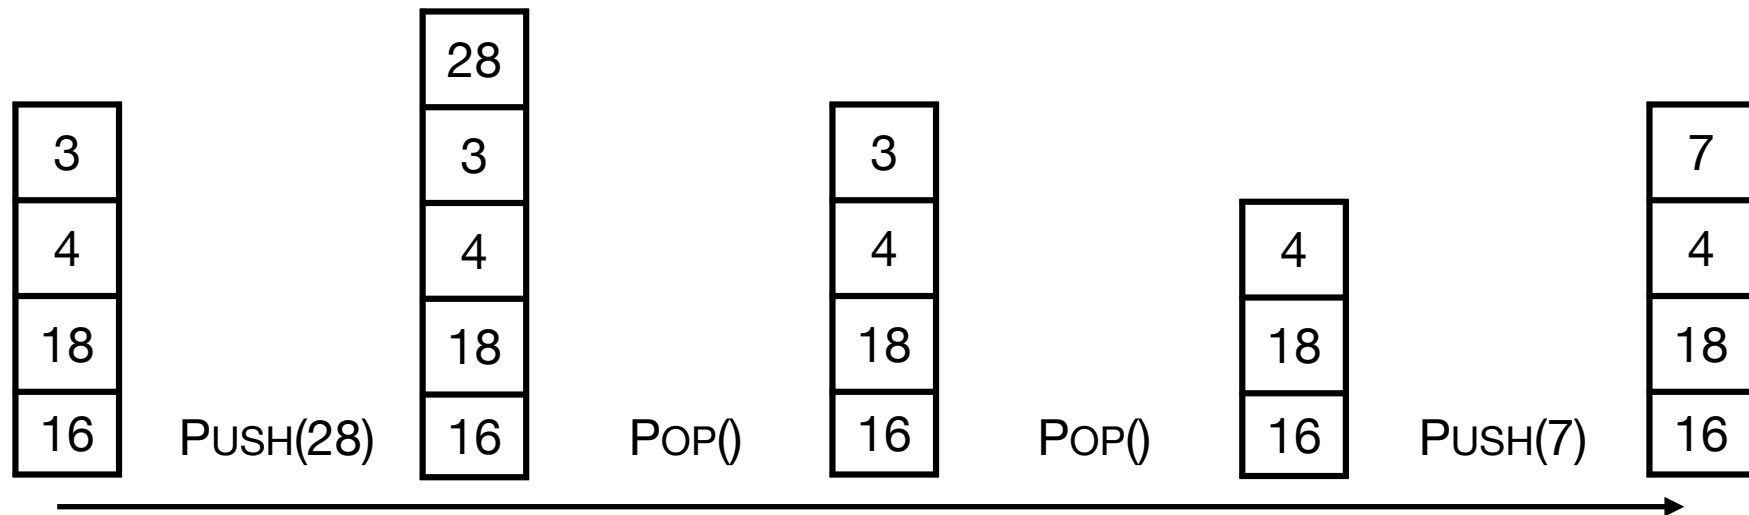 28
3 3 3 7
4 4 4 4 4
18 18 18 18 18
16 PUSH(28) 16 POP() 16 POP() 16 PUSH(7) 16